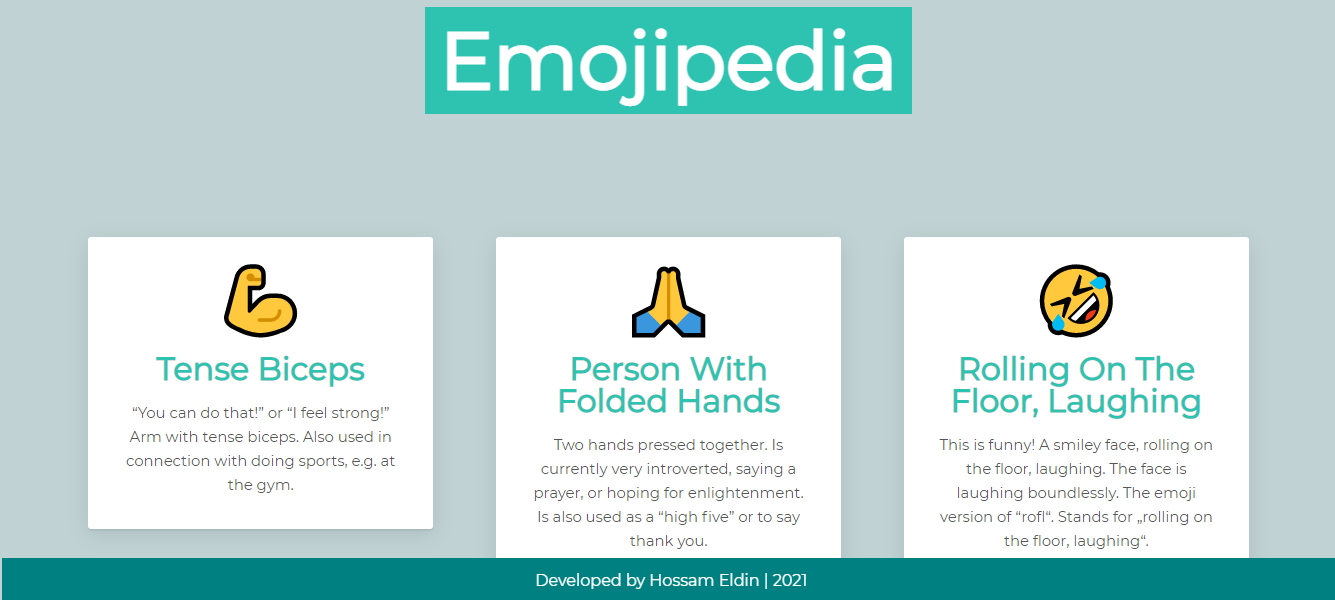 Emojipedia
Tense Biceps
“You can do that!” or “I feel strong!”
Arm with tense biceps. Also used in
connection with doing sports, e.g. at
the gym.
Person With
Folded Hands
Two hands pressed together. Is
currently very introverted, saying a
prayer, or hoping for enlightenment.
Is also used as a “high five” or to say
thank you.
Rolling On The
Floor, Laughing
This is funny! A smiley face, rolling on
the floor, laughing. The face is
laughing boundlessly. The emoji
version of “rofl“. Stands for „rolling on
the floor, laughing“.
Developed by Hossam Eldin | 2021